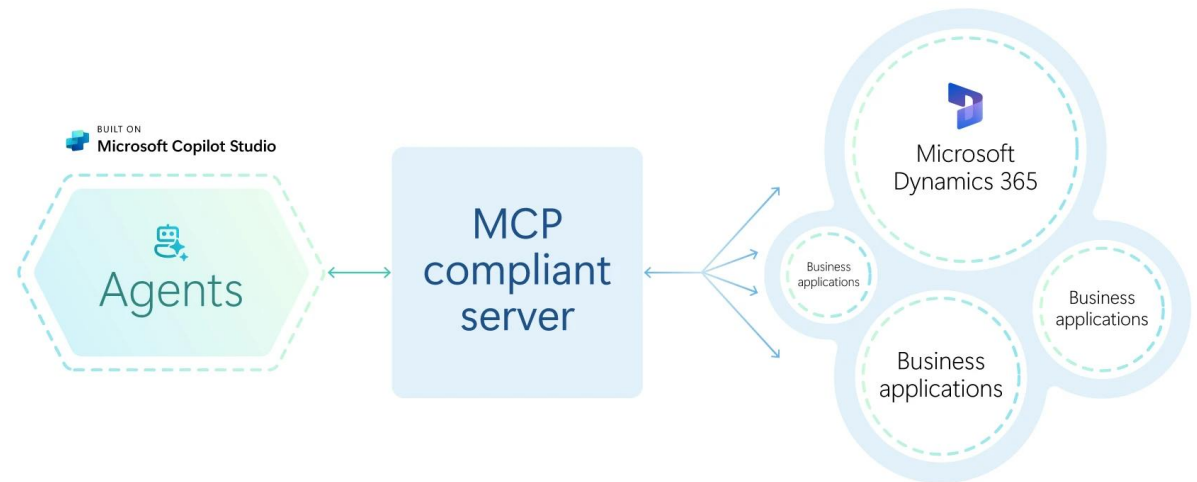 BUILT ON
Microsoft Copilot Studio
Agents
MCP
compliant
server
Microsoft
Dynamics 365
Business
applications
Business
applications
Business
applications